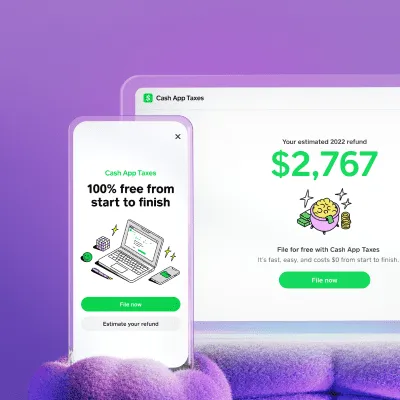 Cash App Taxes
100% free from
start to finish
File now
Estimate your refund
Cash App Taxes
Your estimated 2022 refund
$2,767
File for free with Cash App Taxes
It's fast, easy, and costs $0 from start to finish.
File now